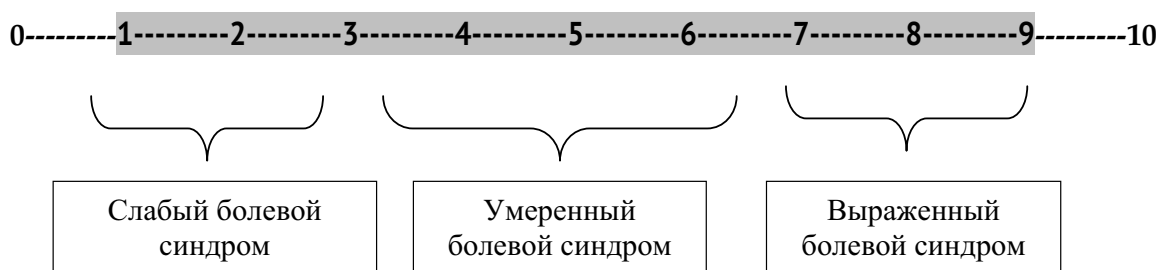 0---------1---------2---------3---------4---------5---------6---------7---------8---------9---------10
Слабый болевой
синдром
Умеренный
болевой синдром
Выраженный
болевой синдром